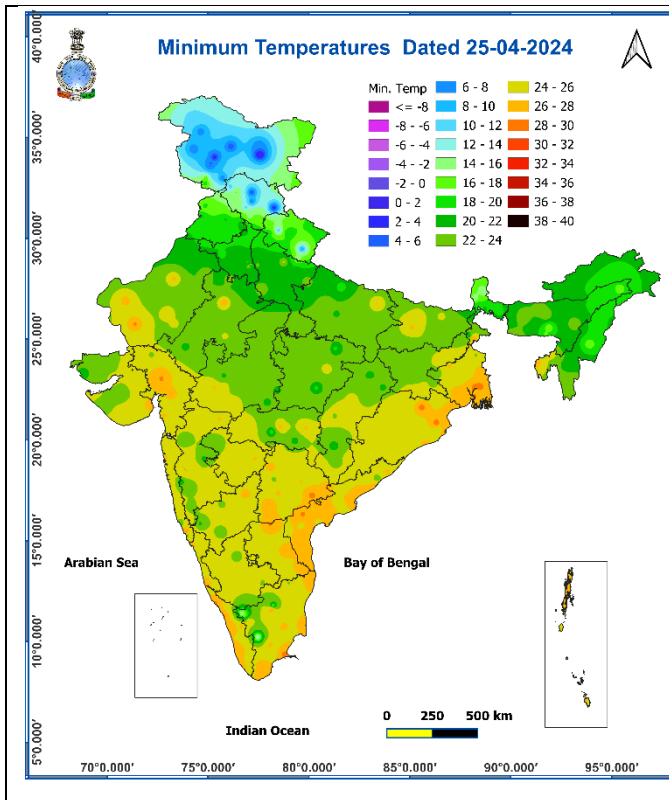 Minimum Temperatures Dated 25-04-2024
Min. Temp
<= -8
-8 - -6
-6 - -4
-4 - -2
-2 - 0
0 - 2
2 - 4
4 - 6
6 - 8
8 - 10
10 - 12
12 - 14
14 - 16
16 - 18
18 - 20
20 - 22
22 - 24
24 - 26
26 - 28
28 - 30
30 - 32
32 - 34
34 - 36
36 - 38
38 - 40
40°0.000'
35°0.000'
30°0.000'
25°0.000'
20°0.000'
15°0.000'
10°0.000'
5°0.000'
Arabian Sea
Bay of Bengal
Indian Ocean
0 250 500 km
70°0.000' 75°0.000' 80°0.000' 85°0.000' 90°0.000' 95°0.000'